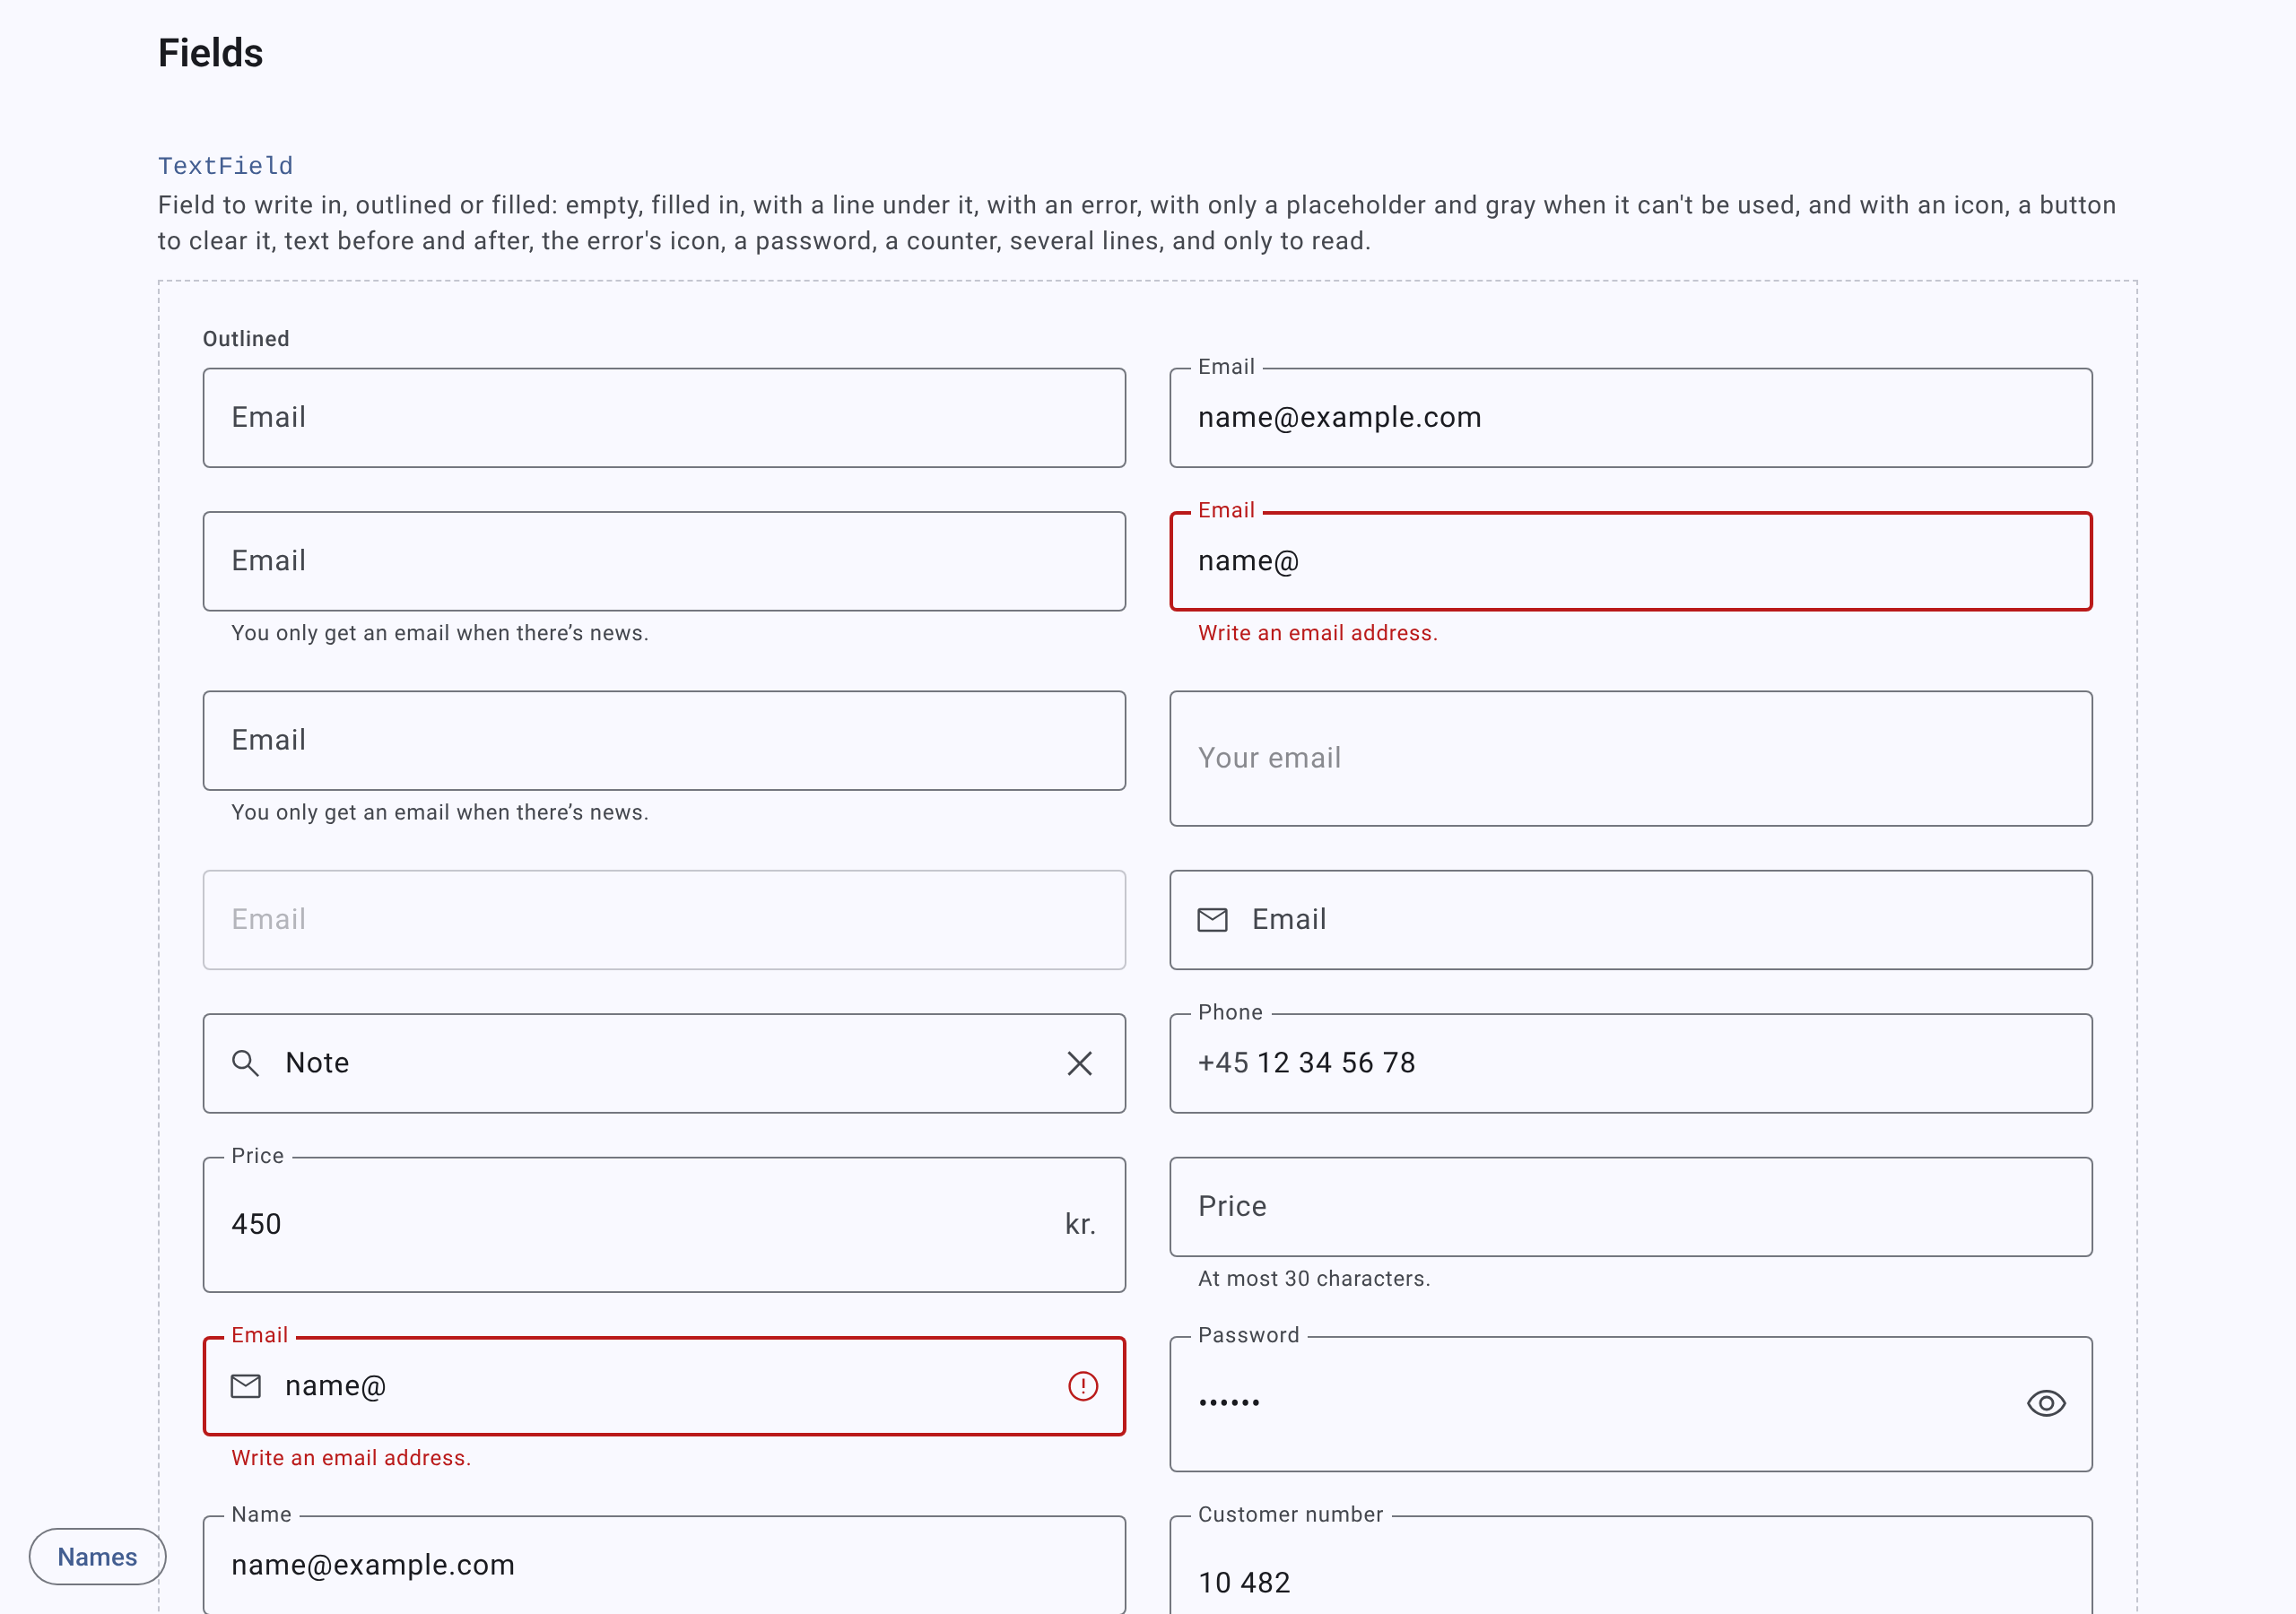 Fields
TextField
Field to write in, outlined or filled: empty, filled in, with a line under it, with an error, with only a placeholder and gray when it can't be used, and with an icon, a button
to clear it, text before and after, the error's icon, a password, a counter, several lines, and only to read.
Outlined
Email
Email
name@example.com
Email
You only get an email when there’s news.
Email
name@
Write an email address.
Email
You only get an email when there’s news.
Your email
Email
Email
Note
Phone
+45 12 34 56 78
Price
450 kr.
Price
At most 30 characters.
Email
name@
Write an email address.
Password
••••••
Name
name@example.com
Customer number
10 482
Names